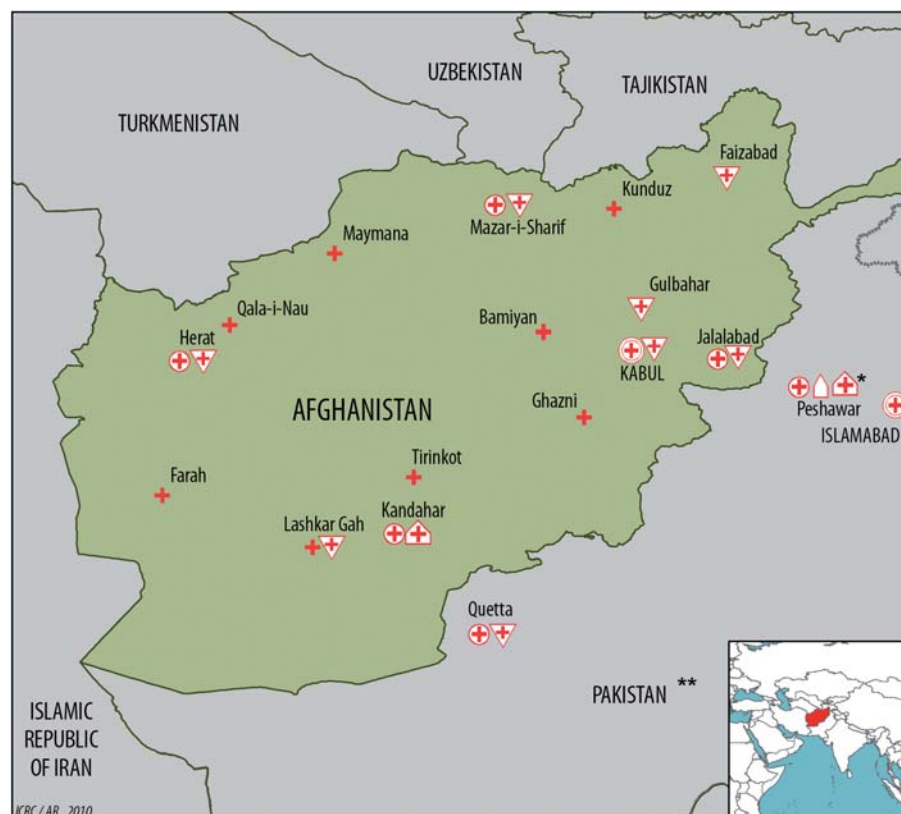 UZBEKISTAN
TAJIKISTAN
TURKMENISTAN
Faizabad
Kunduz
Mazar-i-Sharif
Maymana
Gulbahar
Qala-i-Nau
Bamiyan
Herat
Jalalabad
KABUL
*
Peshawar
Ghazni
AFGHANISTAN
ISLAMABAD
Tirinkot
Farah
Kandahar
Lashkar Gah
Quetta
PAKISTAN **
ISLAMIC
REPUBLIC
OF IRAN
ICRC / AR_2010